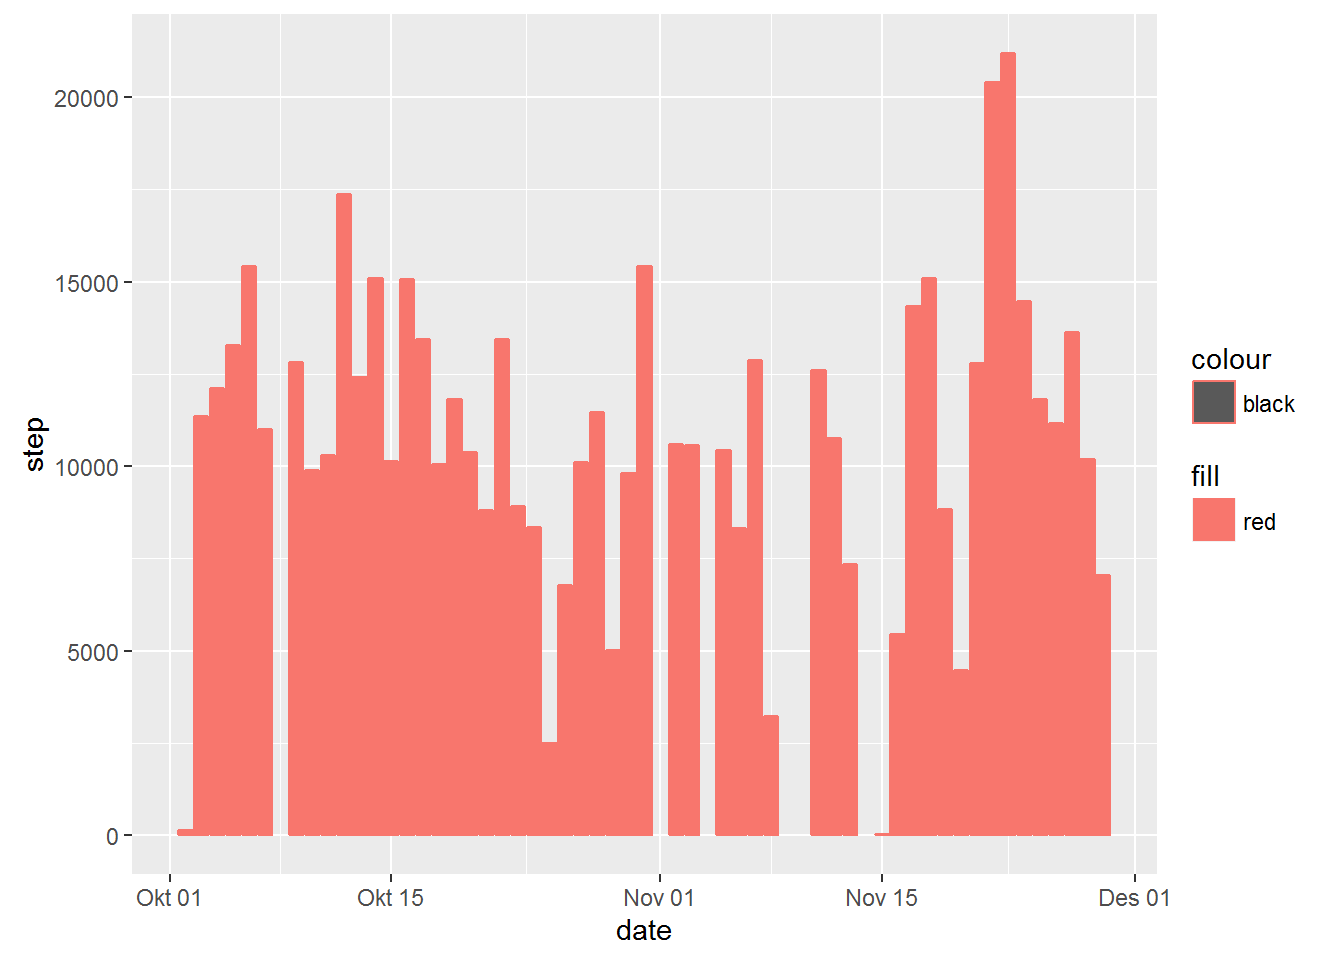 20000
15000
10000
5000
0
step
Okt 01
Okt 15
Nov 01
Nov 15
Des 01
date
colour
black
fill
red